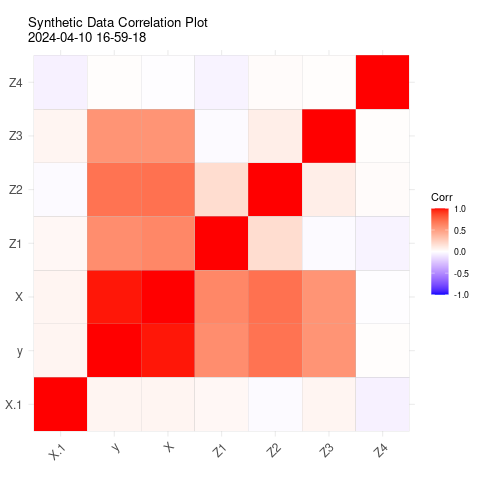 Synthetic Data Correlation Plot
2024-04-10 16-59-18
Z4
Z3
Z2
Z1
X
y
X.1
X.1
y
X
Z1
Z2
Z3
Z4
Corr
1.0
0.5
0.0
-0.5
-1.0